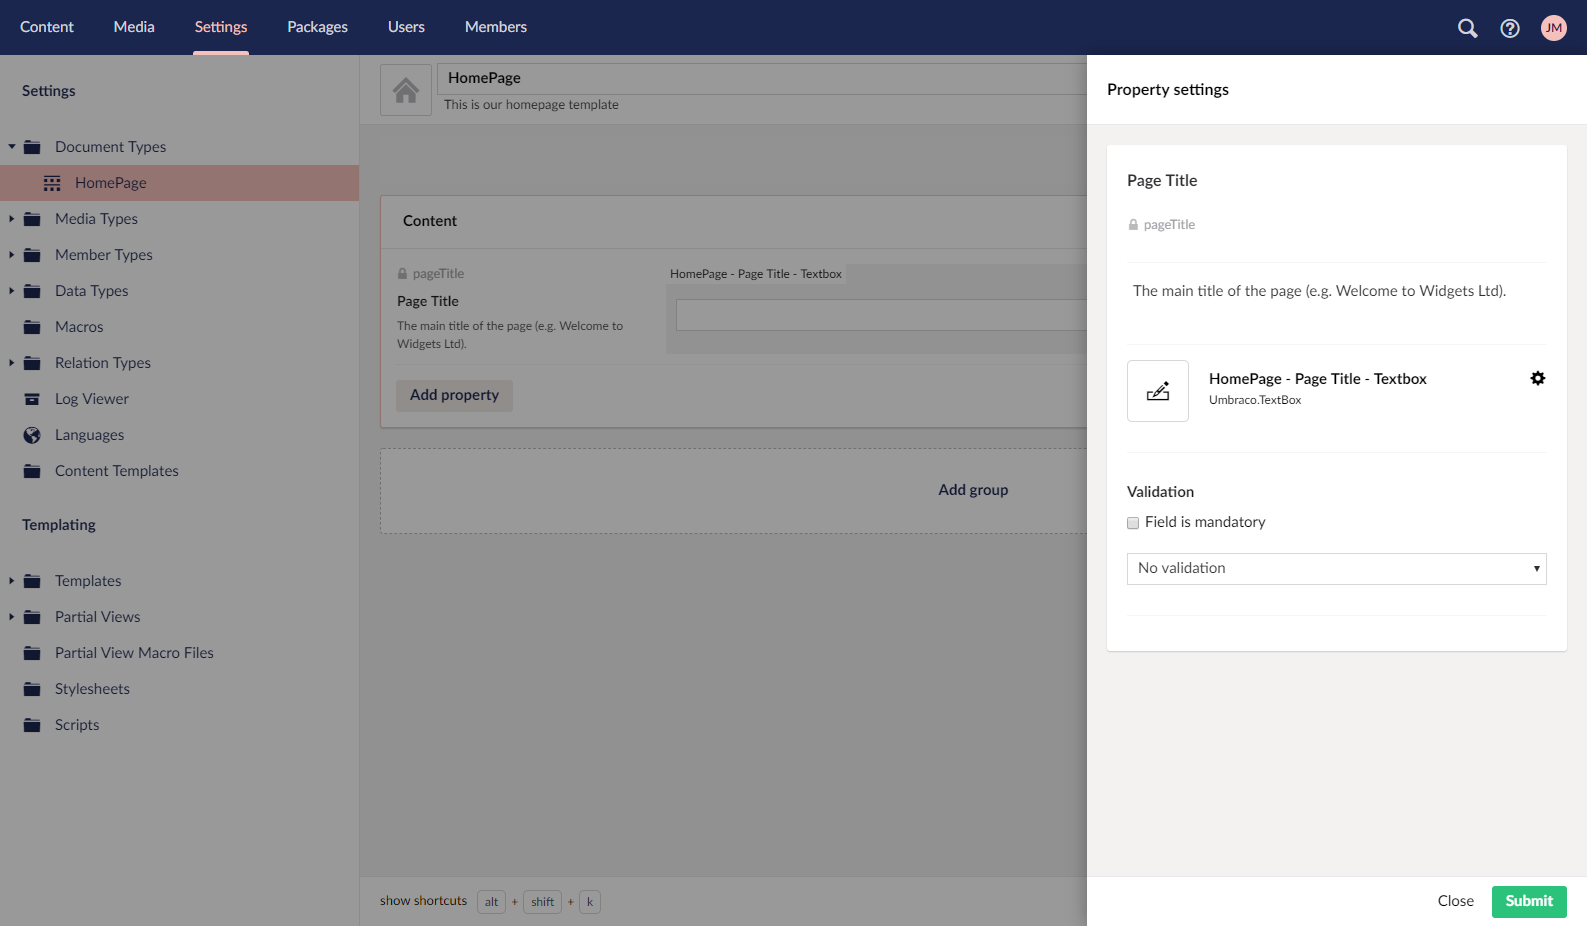 Content Media Settings Packages Users Members
JM
Settings
Document Types
HomePage
Media Types
Member Types
Data Types
Macros
Relation Types
Log Viewer
Languages
Content Templates
Templating
Templates
Partial Views
Partial View Macro Files
Stylesheets
Scripts
HomePage
This is our homepage template
Content
pageTitle
Page Title
The main title of the page (e.g. Welcome to
Widgets Ltd).
HomePage - Page Title - Textbox
Add property
Add group
show shortcuts alt + shift + k
Property settings
Page Title
pageTitle
The main title of the page (e.g. Welcome to Widgets Ltd).
HomePage - Page Title - Textbox
Umbraco.TextBox
Validation
Field is mandatory
No validation
Close Submit